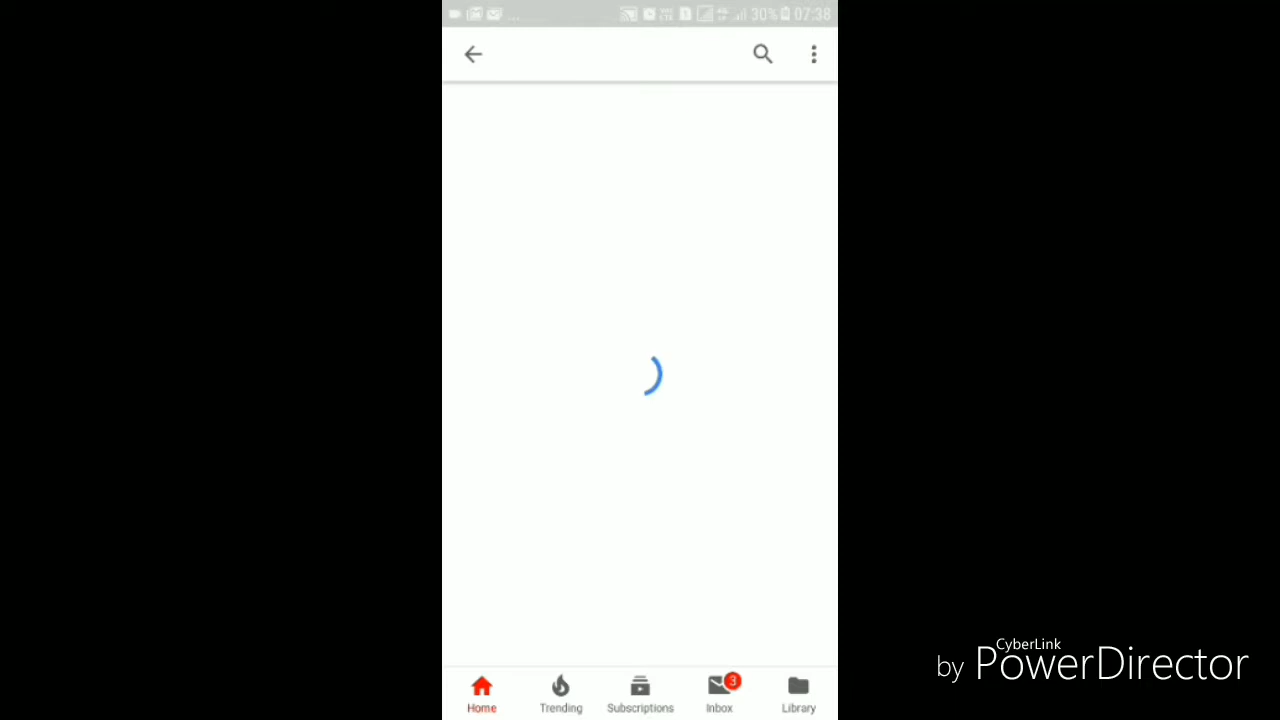 ... 30% 07:38
3
Home Trending Subscriptions Inbox Library
CyberLink
by PowerDirector